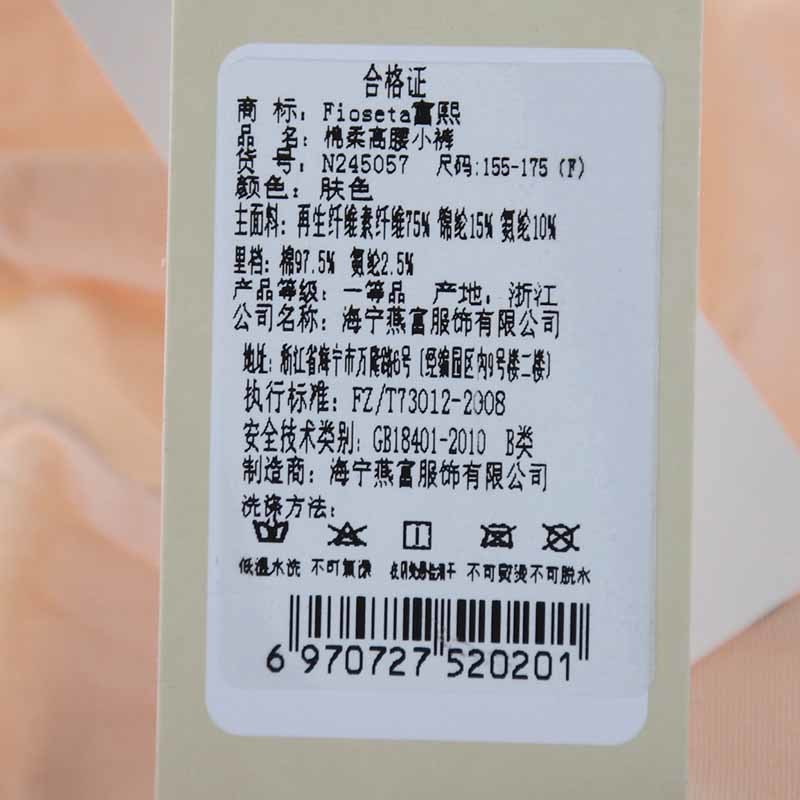 合格证
商 标：Fioseta富熙
品 名：棉柔高腰小裤
货 号：N245057 尺码：155-175（F）
颜色：肤色
主面料：再生纤维素纤维75% 锦纶15% 氨纶10%
里裆：棉97.5% 氨纶2.5%
产品等级：一等品 产地：浙江
公司名称：海宁燕富服饰有限公司
地址：浙江省海宁市万隆路6号（经编园区内9号楼二楼）
执行标准：FZ/T73012-2008
安全技术类别：GB18401-2010 B类
制造商：海宁燕富服饰有限公司
洗涤方法：
低温水洗 不可氧漂 不可熨烫 不可脱水
6 970727 520201